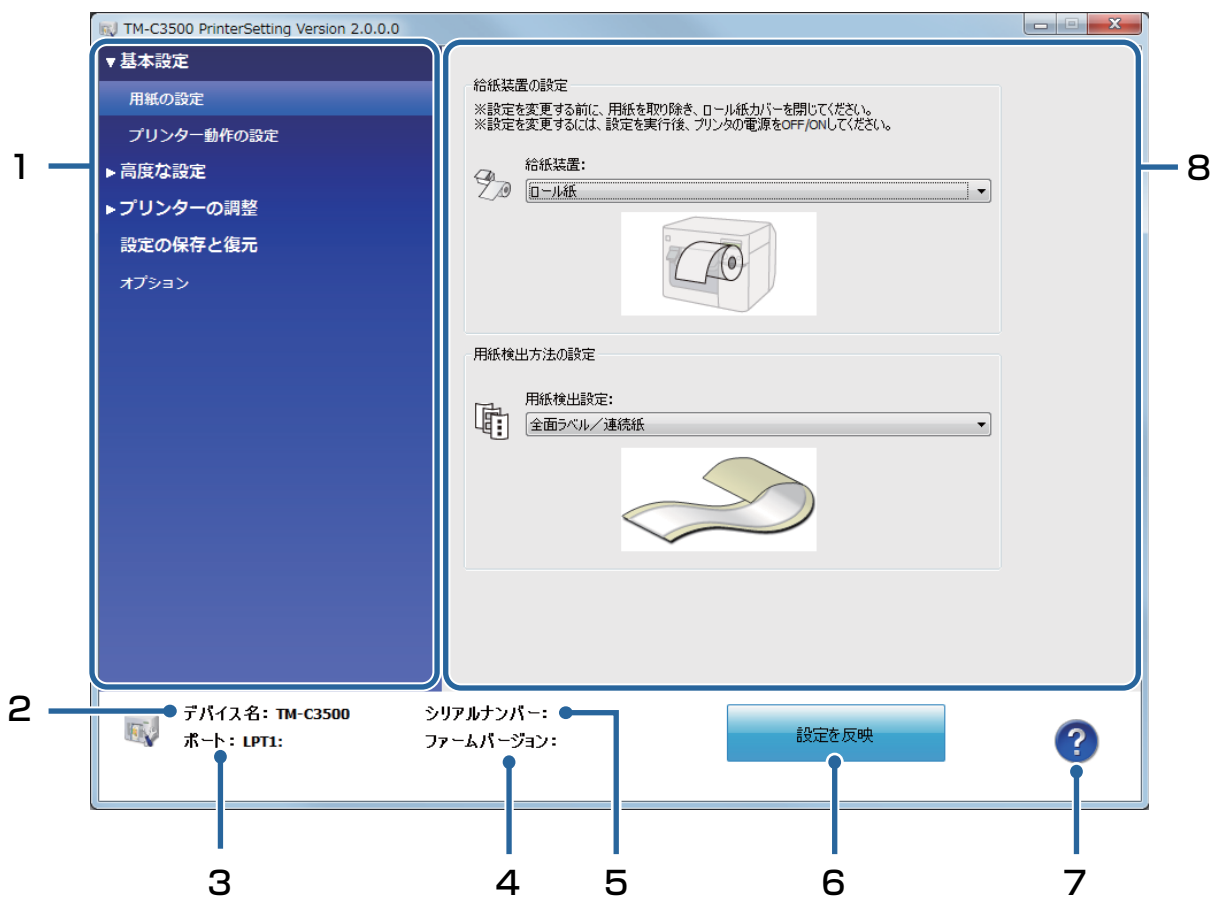 TM-C3500 PrinterSetting Version 2.0.0.0
▼基本設定
用紙の設定
プリンター動作の設定
▶高度な設定
▶プリンターの調整
設定の保存と復元
オプション
給紙装置の設定
※設定を変更する前に、用紙を取り除き、ロール紙カバーを閉じてください。
※設定を変更するには、設定を実行後、プリンタの電源をOFF/ONしてください。
給紙装置:
ロール紙
用紙検出方法の設定
用紙検出設定:
全面ラベル／連続紙
デバイス名: TM-C3500
シリアルナンバー:
ポート: LPT1:
ファームバージョン:
設定を反映
?
1
2
3
4
5
6
7
8